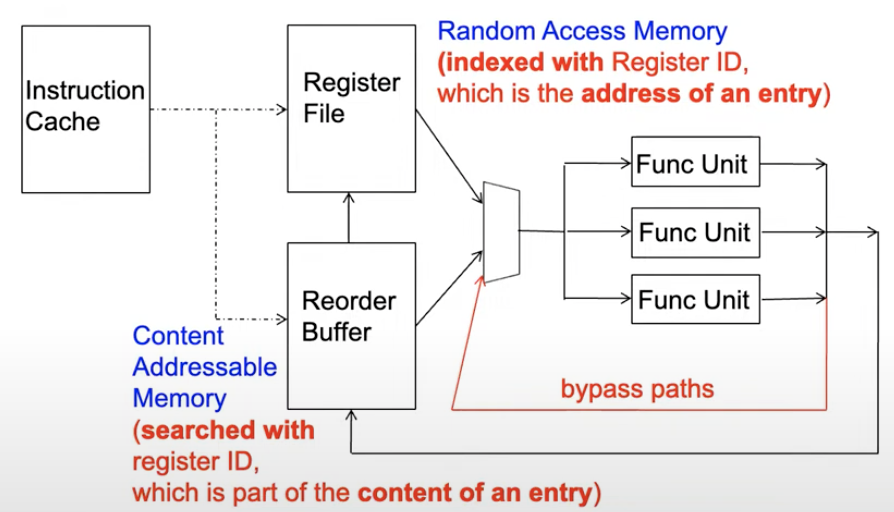 Random Access Memory
(indexed with Register ID,
which is the address of an entry)
Instruction
Cache
Register
File
Func Unit
Func Unit
Func Unit
Reorder
Buffer
Content
Addressable
Memory
(searched with
register ID,
which is part of the content of an entry)
bypass paths